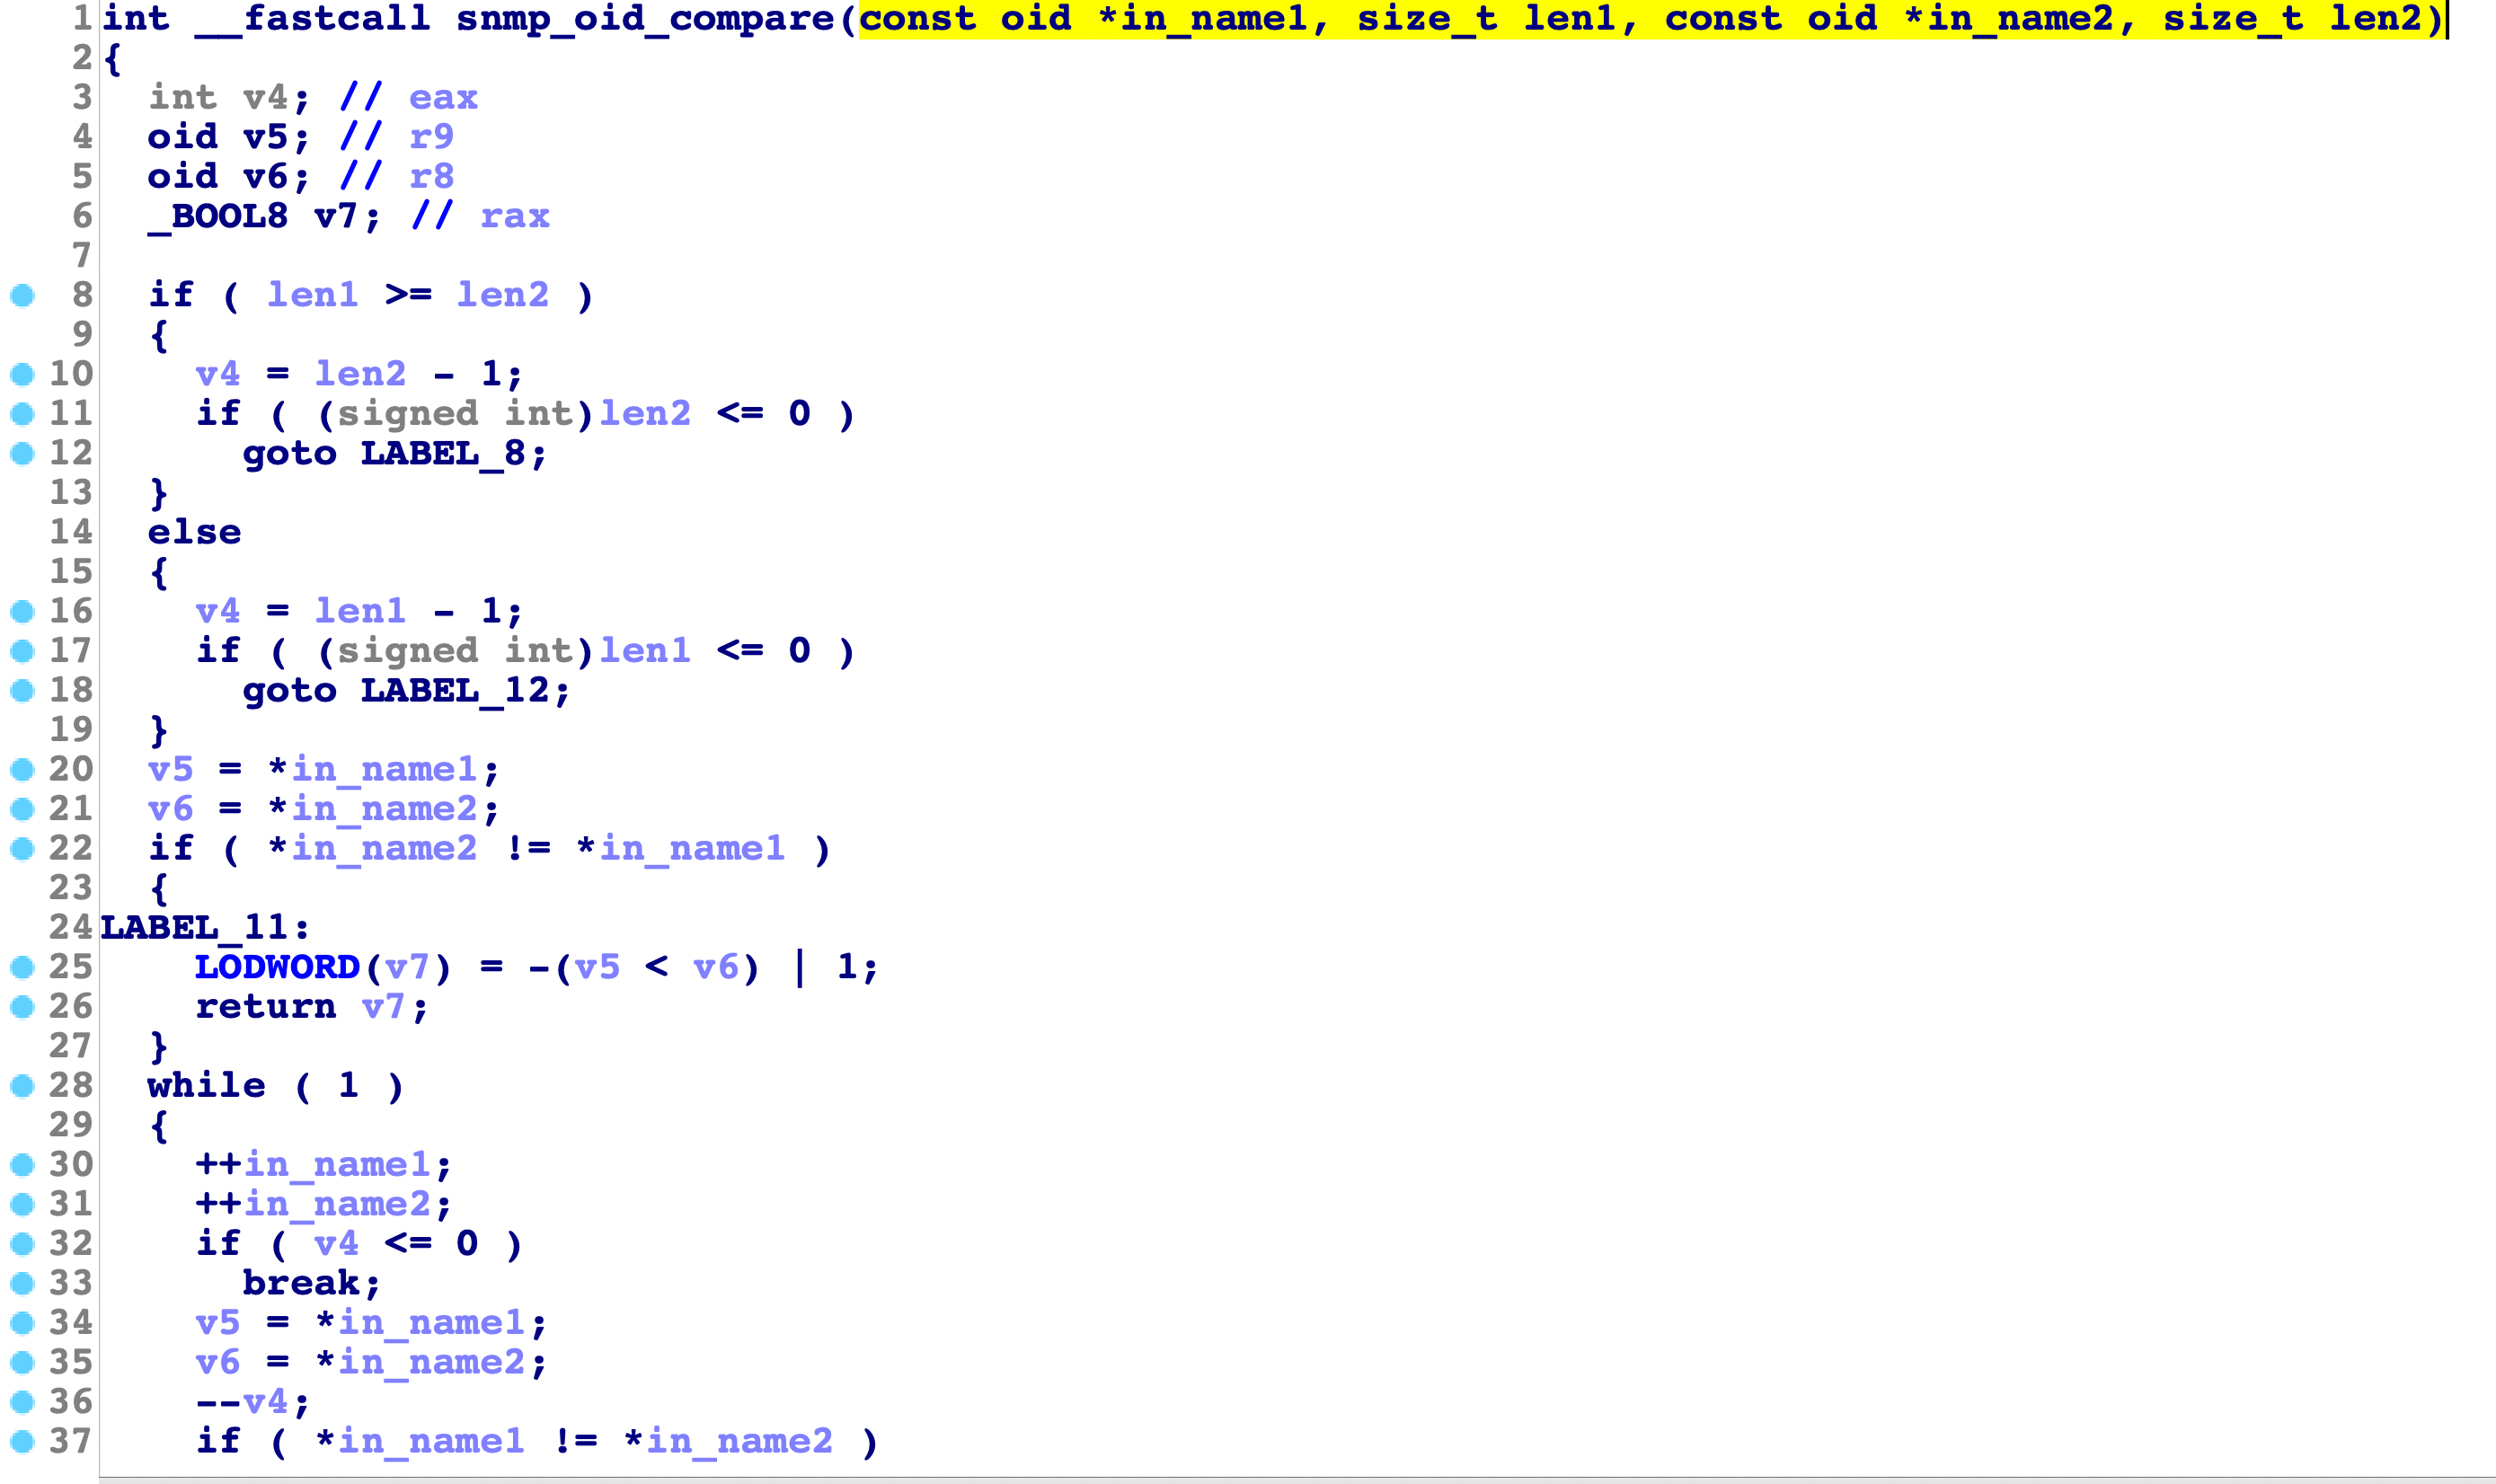 1 int __fastcall snmp_oid_compare(const oid *in_name1, size_t len1, const oid *in_name2, size_t len2)
2 {
3   int v4; // eax
4   oid v5; // r9
5   oid v6; // r8
6   _BOOL8 v7; // rax
7
8   if ( len1 >= len2 )
9   {
10     v4 = len2 - 1;
11     if ( (signed int)len2 <= 0 )
12       goto LABEL_8;
13   }
14   else
15   {
16     v4 = len1 - 1;
17     if ( (signed int)len1 <= 0 )
18       goto LABEL_12;
19   }
20   v5 = *in_name1;
21   v6 = *in_name2;
22   if ( *in_name2 != *in_name1 )
23   {
24 LABEL_11:
25     LODWORD(v7) = -(v5 < v6) | 1;
26     return v7;
27   }
28   while ( 1 )
29   {
30     ++in_name1;
31     ++in_name2;
32     if ( v4 <= 0 )
33       break;
34     v5 = *in_name1;
35     v6 = *in_name2;
36     --v4;
37     if ( *in_name1 != *in_name2 )